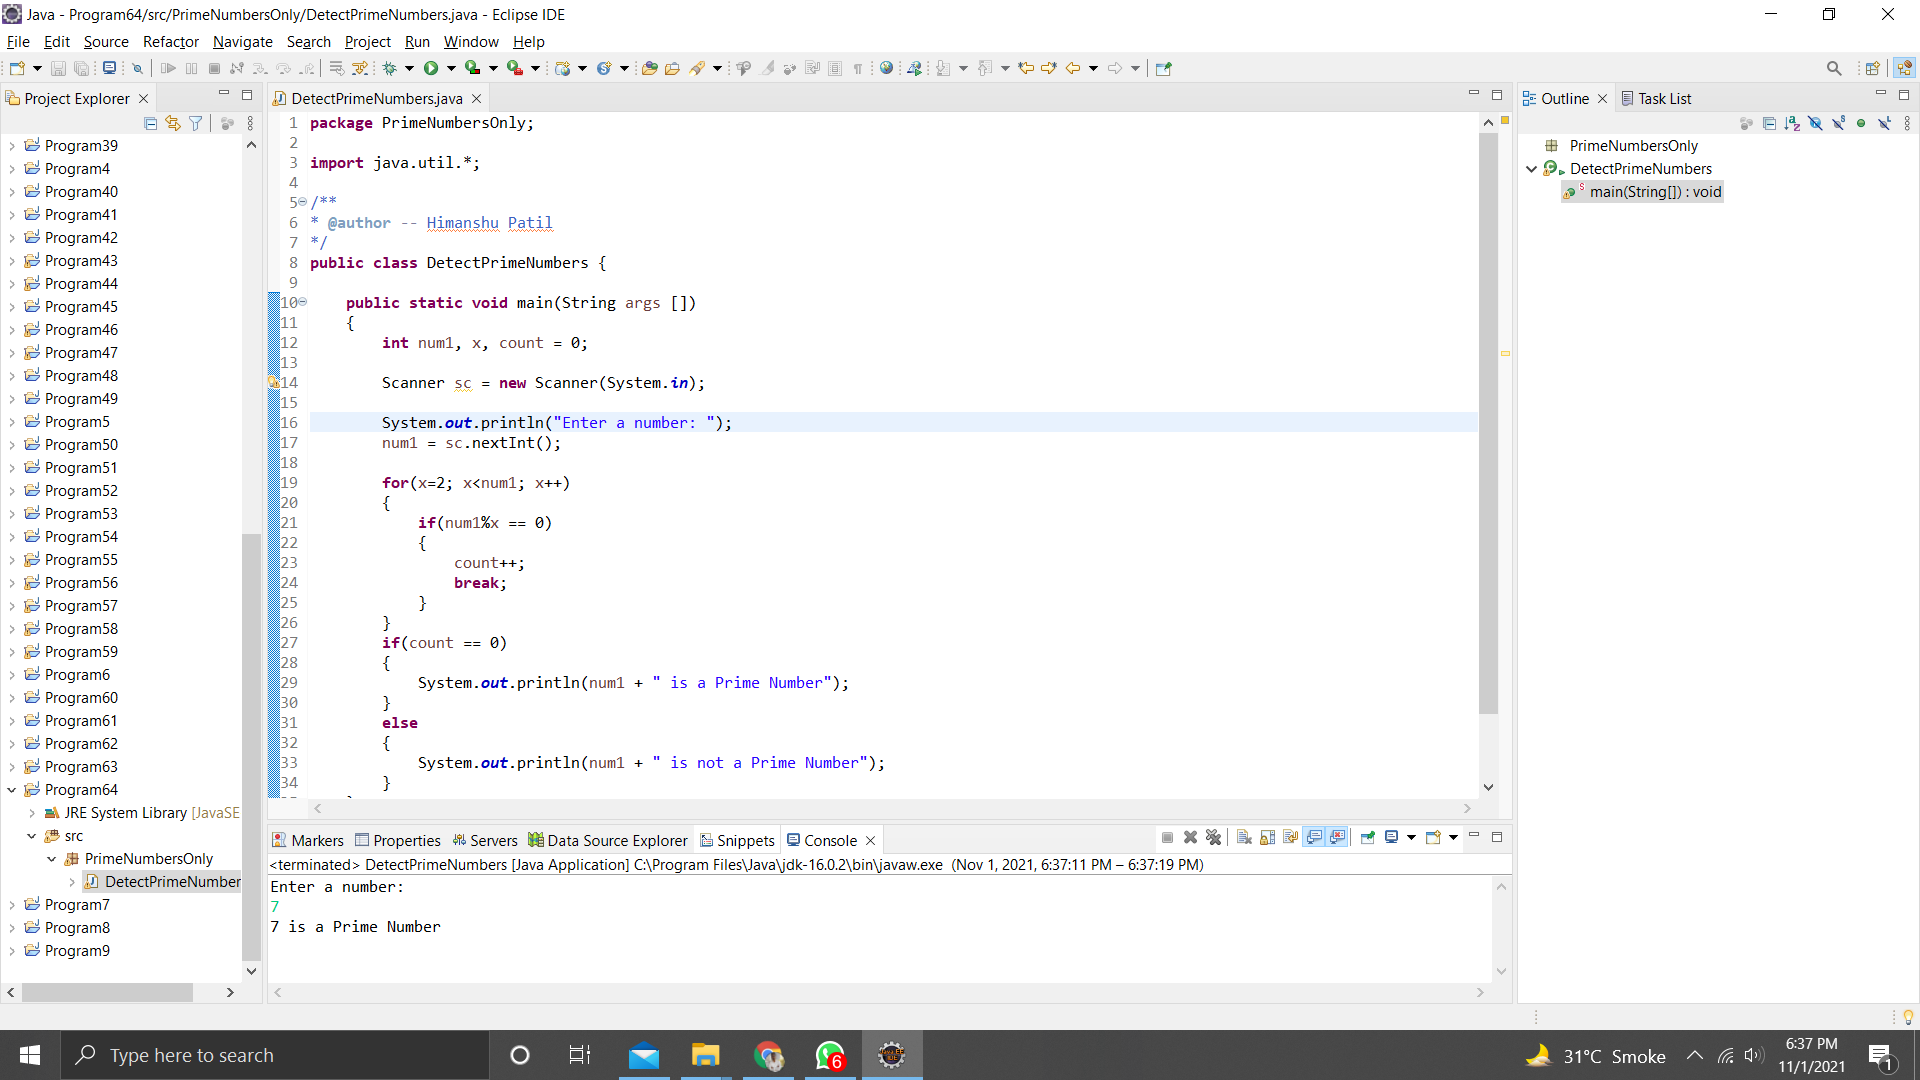 Java - Program64/src/PrimeNumbersOnly/DetectPrimeNumbers.java - Eclipse IDE
File Edit Source Refactor Navigate Search Project Run Window Help
Project Explorer
Program39
Program4
Program40
Program41
Program42
Program43
Program44
Program45
Program46
Program47
Program48
Program49
Program5
Program50
Program51
Program52
Program53
Program54
Program55
Program56
Program57
Program58
Program59
Program6
Program60
Program61
Program62
Program63
Program64
JRE System Library [JavaSE
src
PrimeNumbersOnly
DetectPrimeNumber
Program7
Program8
Program9
DetectPrimeNumbers.java
1 package PrimeNumbersOnly;
2
3 import java.util.*;
4
5 /**
6 * @author -- Himanshu Patil
7 */
8 public class DetectPrimeNumbers {
9
10 public static void main(String args [])
11 {
12 int num1, x, count = 0;
13
14 Scanner sc = new Scanner(System.in);
15
16 System.out.println("Enter a number: ");
17 num1 = sc.nextInt();
18
19 for(x=2; x<num1; x++)
20 {
21 if(num1%x == 0)
22 {
23 count++;
24 break;
25 }
26 }
27 if(count == 0)
28 {
29 System.out.println(num1 + " is a Prime Number");
30 }
31 else
32 {
33 System.out.println(num1 + " is not a Prime Number");
34 }
Outline Task List
PrimeNumbersOnly
DetectPrimeNumbers
main(String[]) : void
Markers Properties Servers Data Source Explorer Snippets Console
<terminated> DetectPrimeNumbers [Java Application] C:\Program Files\Java\jdk-16.0.2\bin\javaw.exe (Nov 1, 2021, 6:37:11 PM – 6:37:19 PM)
Enter a number:
7
7 is a Prime Number
Type here to search
6
31°C Smoke
6:37 PM
11/1/2021
1